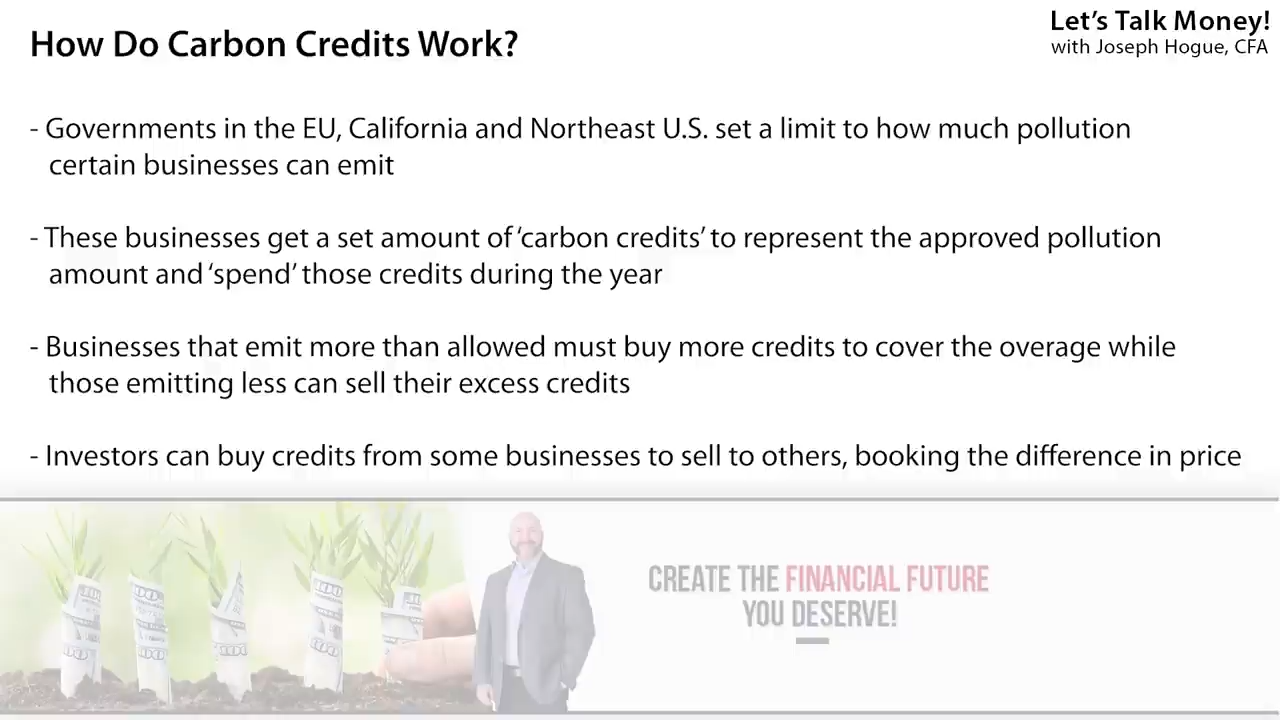 How Do Carbon Credits Work?
Let's Talk Money!
with Joseph Hogue, CFA
- Governments in the EU, California and Northeast U.S. set a limit to how much pollution
certain businesses can emit
- These businesses get a set amount of 'carbon credits' to represent the approved pollution
amount and 'spend' those credits during the year
- Businesses that emit more than allowed must buy more credits to cover the overage while
those emitting less can sell their excess credits
- Investors can buy credits from some businesses to sell to others, booking the difference in price
CREATE THE FINANCIAL FUTURE
YOU DESERVE!